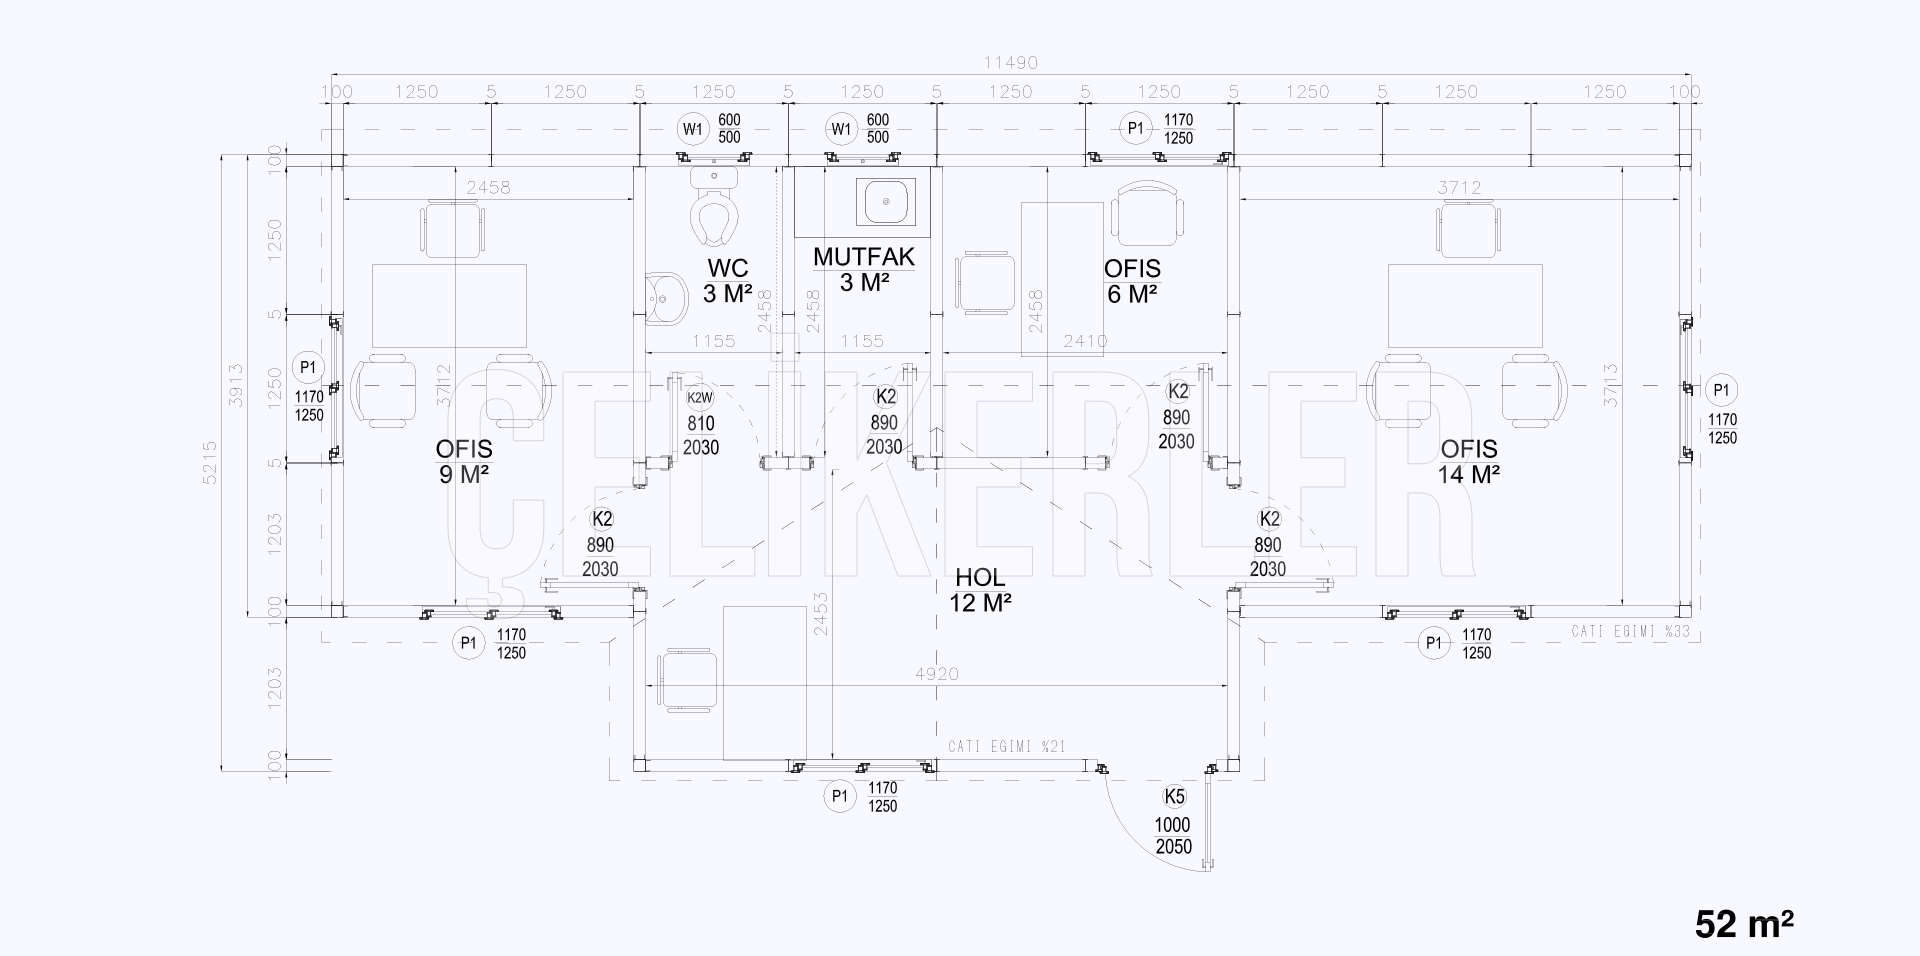 11490
100 1250 5 1250 5 1250 5 1250 5 1250 5 1250 5 1250 5 1250 1250 100
W1 600
500
W1 600
500
P1 1170
1250
100
1250
5
1250
5
1203
100
1203
100
3913
5215
2458
3712
3712
3713
WC
3 M²
MUTFAK
3 M²
OFIS
6 M²
2458
2458
2458
1155
1155
2410
P1
1170
1250
P1
1170
1250
K2W
810
2030
K2
890
2030
K2
890
2030
ÇELIKERLER
OFIS
9 M²
OFIS
14 M²
K2
890
2030
K2
890
2030
HOL
12 M²
2453
4920
P1 1170
1250
P1 1170
1250
CATI EGIMI %33
CATI EGIMI %21
P1 1170
1250
K5
1000
2050
52 m²